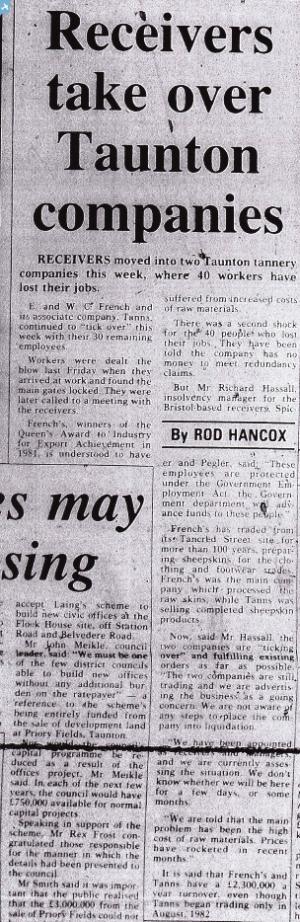 Receivers
take over
Taunton
companies
RECEIVERS moved into two Taunton tannery
companies this week, where 40 workers have
lost their jobs.
E. and W. C. French and
its associate company, Tanns,
continued to "tick over" this
week with their 30 remaining
employees.
Workers were dealt the
blow last Friday when they
arrived at work and found the
main gates locked. They were
later called to a meeting with
the receivers.
French's, winners of the
Queen's Award to Industry
for Export Achievement in
1981, is understood to have
suffered from increased costs
of raw materials.
There was a second shock
for the 40 people who lost
their jobs. They have been
told the company has no
money to meet redundancy
claims.
But Mr Richard Hassall,
insolvency manager for the
Bristol-based receivers, Spic
By ROD HANCOX
er and Pegler, said: "These
employees are protected
under the Government Em
ployment Act the Govern
ment department will adv
ance funds to these people."
French's has traded from
its Tancred Street site for
more than 100 years, prepar
ing sheepskins for the clo
thing and footwear trades.
French's was the main com
pany which processed the
raw skins, while Tanns was
selling completed sheepskin
products.
Now, said Mr Hassall, the
two companies are "ticking
over" and fulfilling existing
orders as far as possible.
"The two companies are still
trading and we are advertis
ing the business as a going
concern. We are not aware of
any steps to place the com
pany into liquidation.
"We have been appointed
and we are currently asses
sing the situation. We don't
know whether we will be here
for a few days, or some
months.
"We are told that the main
problem has been the high
cost of raw materials. Prices
have rocketed in recent
months."
It is said that French's and
Tanns have a £2,300,000 a
year turnover, even though
Tanns began trading only in
August, 1982
s may
sing
accept Laing's scheme to
build new civic offices at the
Flook House site, off Station
Road and Belvedere Road.
Mr John Meikle, council
leader, said: "We must be one
of the few district councils
able to build new offices
without any additional bur
den on the ratepayer" — a
reference to the scheme's
being entirely funded from
the sale of development land
at Priory Fields, Taunton.
capital programme be re
duced as a result of the
offices project, Mr Meikle
said. In each of the next few
years, the council would have
£750,000 available for normal
capital projects.
Speaking in support of the
scheme, Mr Rex Frost con
gratulated those responsible
for the manner in which the
details had been presented to
the council.
Mr Smith said it was impor
tant that the public realised
that the £3,000,000 from the
sale of Priory Fields could not